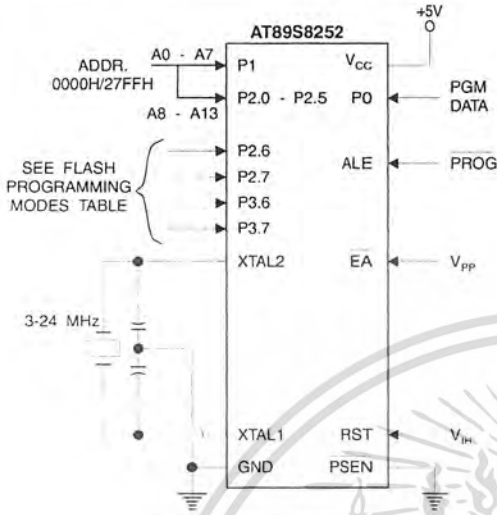 +5V
AT89S8252
A0 - A7
ADDR.
0000H/27FFH
P1
VCC
A8 - A13
P2.0 - P2.5
P0
PGM
DATA
SEE FLASH
PROGRAMMING
MODES TABLE
P2.6
P2.7
P3.6
P3.7
ALE
PROG
XTAL2
EA
VPP
3-24 MHz
XTAL1
RST
VIH
GND
PSEN